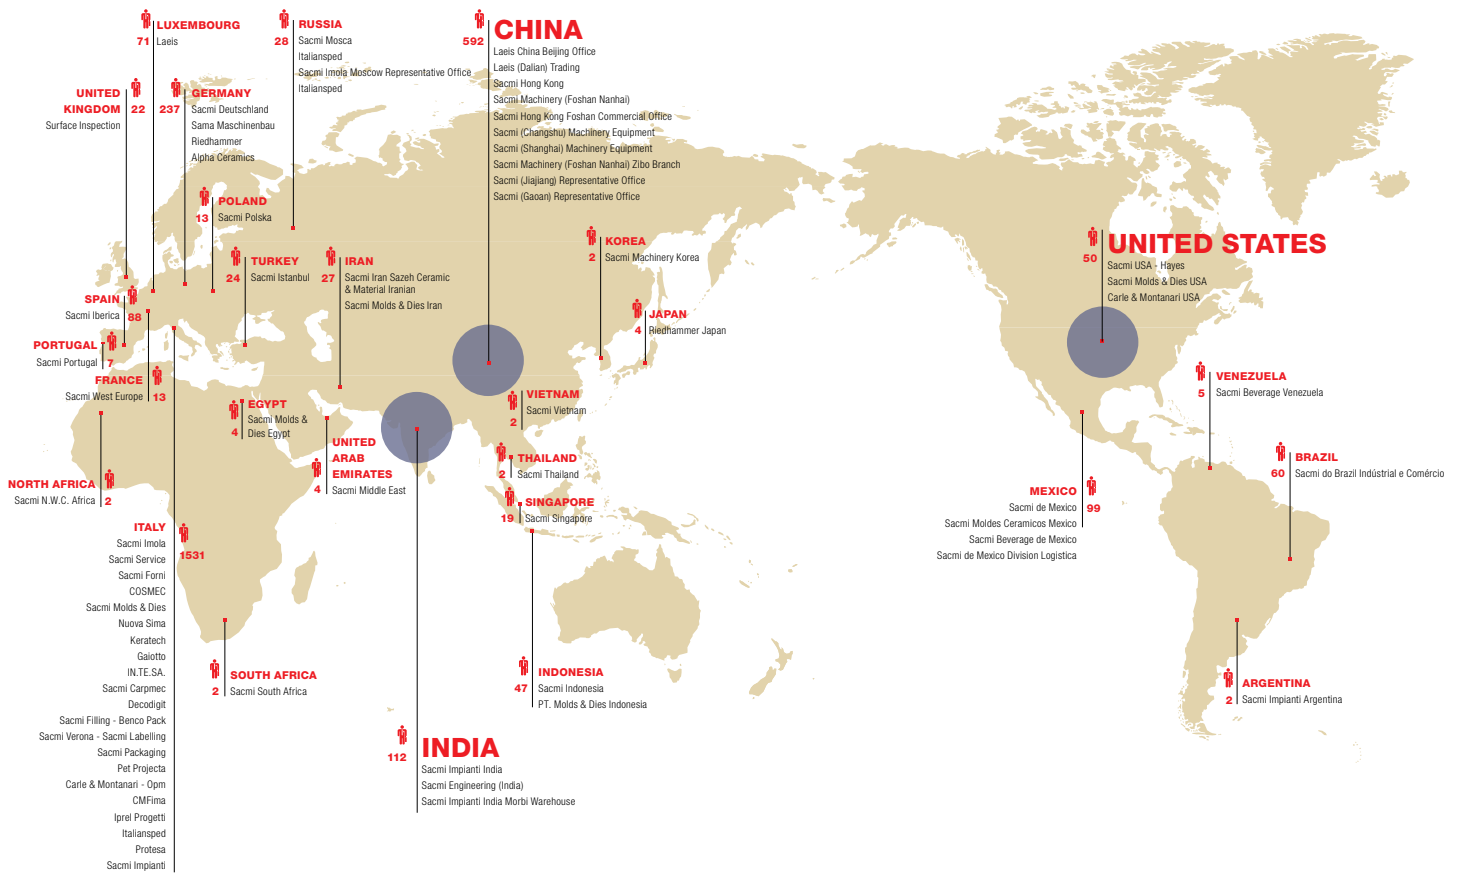 LUXEMBOURG
71
Laeis
RUSSIA
28
Sacmi Mosca
Italiansped
Sacmi Imola Moscow Representative Office
Italiansped
CHINA
592
Laeis China Beijing Office
Laeis (Dalian) Trading
Sacmi Hong Kong
Sacmi Machinery (Foshan Nanhai)
Sacmi Hong Kong Foshan Commercial Office
Sacmi (Changshu) Machinery Equipment
Sacmi (Shanghai) Machinery Equipment
Sacmi Machinery (Foshan Nanhai) Zibo Branch
Sacmi (Jiajiang) Representative Office
Sacmi (Gaoan) Representative Office
UNITED
KINGDOM 22
Surface Inspection
GERMANY
237
Sacmi Deutschland
Sama Maschinenbau
Riedhammer
Alpha Ceramics
POLAND
13
Sacmi Polska
TURKEY
24
Sacmi Istanbul
IRAN
27
Sacmi Iran Sazeh Ceramic
& Material Iranian
Sacmi Molds & Dies Iran
KOREA
2
Sacmi Machinery Korea
JAPAN
4
Riedhammer Japan
UNITED STATES
50
Sacmi USA - Hayes
Sacmi Molds & Dies USA
Carle & Montanari USA
SPAIN
Sacmi Iberica
88
PORTUGAL
Sacmi Portugal
7
FRANCE
Sacmi West Europe
13
EGYPT
4
Sacmi Molds &
Dies Egypt
UNITED
ARAB
EMIRATES
4
Sacmi Middle East
VIETNAM
2
Sacmi Vietnam
THAILAND
2
Sacmi Thailand
SINGAPORE
19
Sacmi Singapore
VENEZUELA
5
Sacmi Beverage Venezuela
BRAZIL
60
Sacmi do Brazil Indústrial e Comércio
MEXICO
99
Sacmi de Mexico
Sacmi Moldes Ceramicos Mexico
Sacmi Beverage de Mexico
Sacmi de Mexico Division Logistica
NORTH AFRICA
Sacmi N.W.C. Africa
2
ITALY
1531
Sacmi Imola
Sacmi Service
Sacmi Forni
COSMEC
Sacmi Molds & Dies
Nuova Sima
Keratech
Gaiotto
IN.TE.SA.
Sacmi Carpmec
Decodigit
Sacmi Filling - Benco Pack
Sacmi Verona - Sacmi Labelling
Sacmi Packaging
Pet Projecta
Carle & Montanari - Opm
CMFima
Iprel Progetti
Italiansped
Protesa
Sacmi Impianti
SOUTH AFRICA
2
Sacmi South Africa
INDONESIA
47
Sacmi Indonesia
PT. Molds & Dies Indonesia
ARGENTINA
2
Sacmi Impianti Argentina
INDIA
112
Sacmi Impianti India
Sacmi Engineering (India)
Sacmi Impianti India Morbi Warehouse